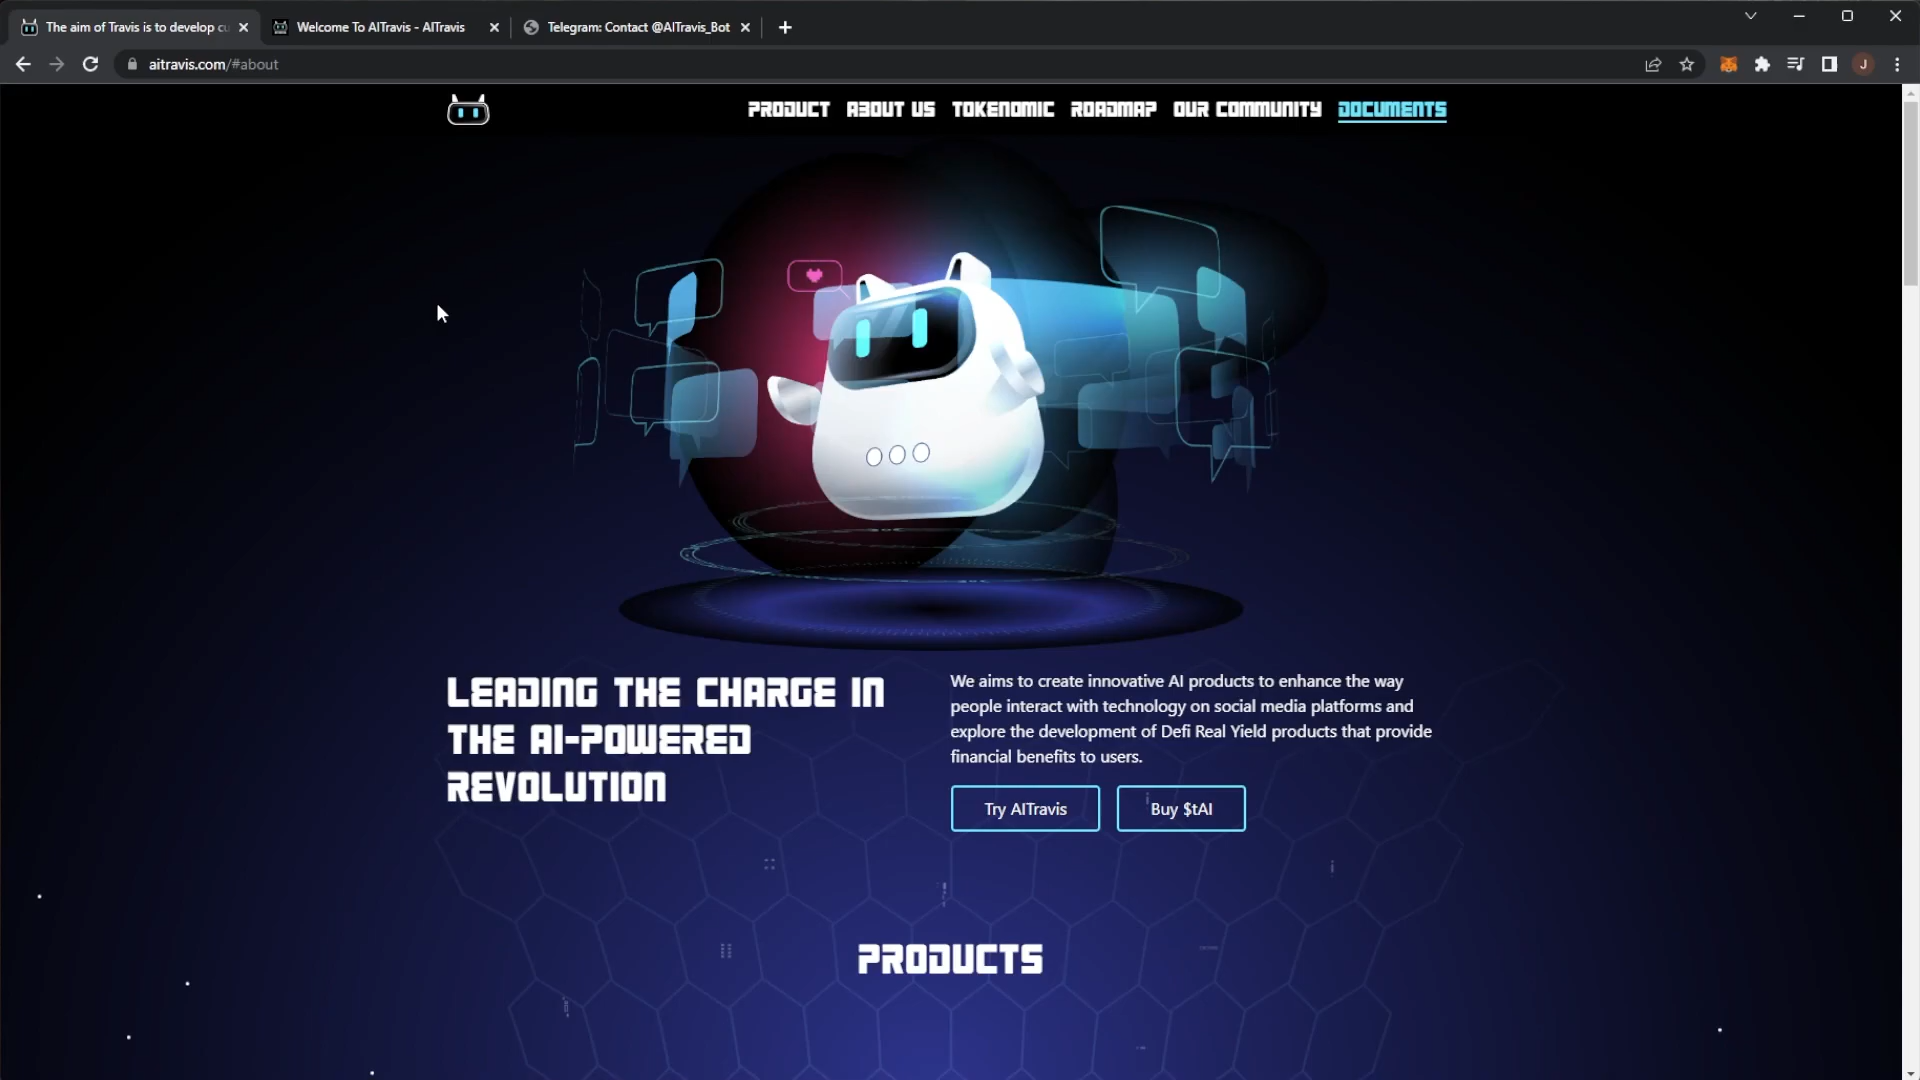 The aim of Travis is to develop cu
Welcome To AITravis - AITravis
Telegram: Contact @AITravis_Bot
aitravis.com/#about
J
PRODUCT ABOUT US TOKENOMIC ROADMAP OUR COMMUNITY DOCUMENTS
LEADING THE CHARGE IN
THE AI-POWERED
REVOLUTION
We aims to create innovative AI products to enhance the way
people interact with technology on social media platforms and
explore the development of Defi Real Yield products that provide
financial benefits to users.
Try AITravis
Buy $tAI
PRODUCTS